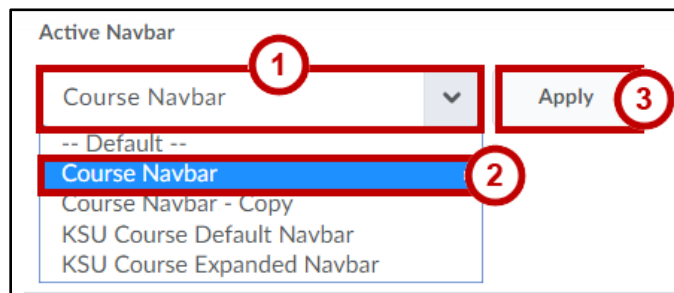 Active Navbar
1
Course Navbar Apply 3
-- Default --
Course Navbar 2
Course Navbar - Copy
KSU Course Default Navbar
KSU Course Expanded Navbar